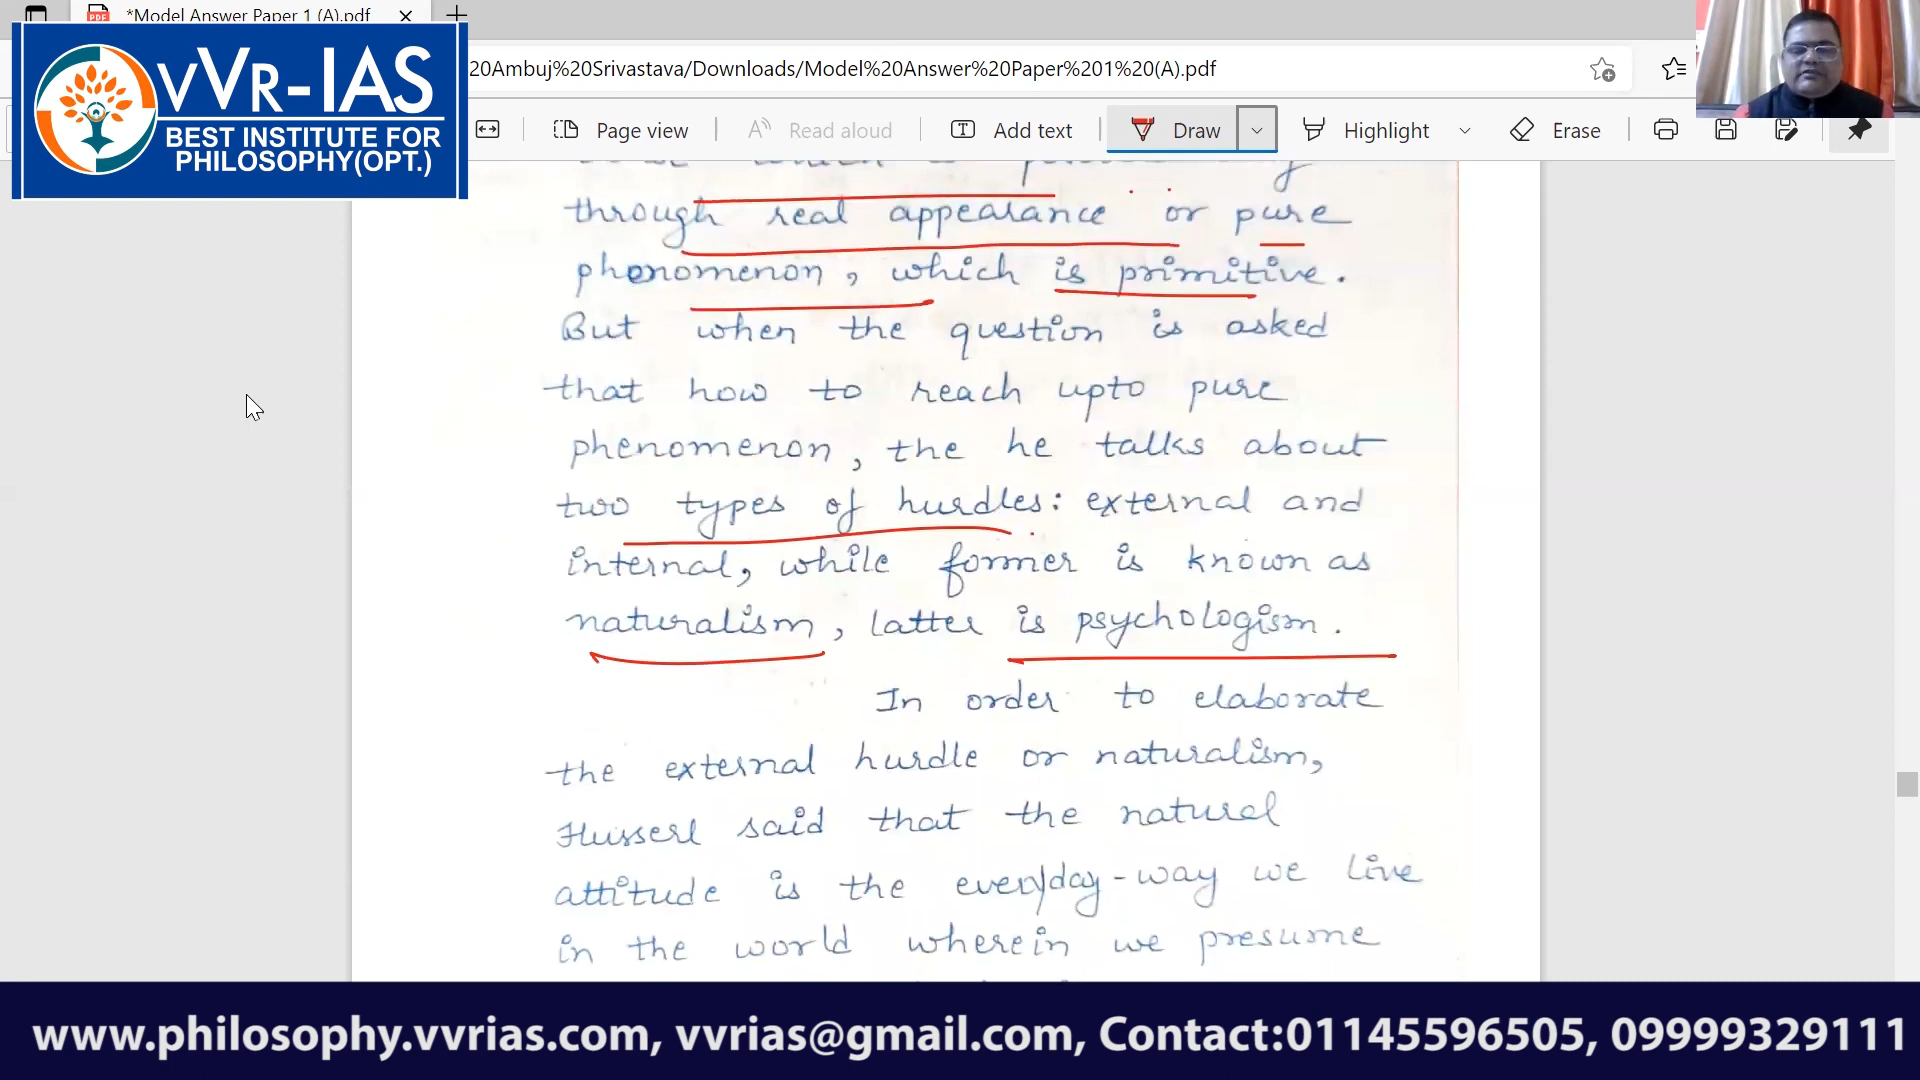 *Model Answer Paper 1 (A).pdf
vVR-IAS
BEST INSTITUTE FOR
PHILOSOPHY(OPT.)
20Ambuj%20Srivastava/Downloads/Model%20Answer%20Paper%201%20(A).pdf
Page view
Read aloud
Add text
Draw
Highlight
Erase
through real appearance or pure
phonomenon, which is primitive.
But when the question is asked
that how to reach upto pure
phenomenon, the he talks about
two types of hurdles: external and
internal, while former is known as
naturalism, latter is psychologism.
In order to elaborate
the external hurdle or naturalism,
Husserl said that the natural
attitude is the everyday-way we live
in the world wherein we presume
www.philosophy.vvrias.com, vvrias@gmail.com, Contact:01145596505, 09999329111